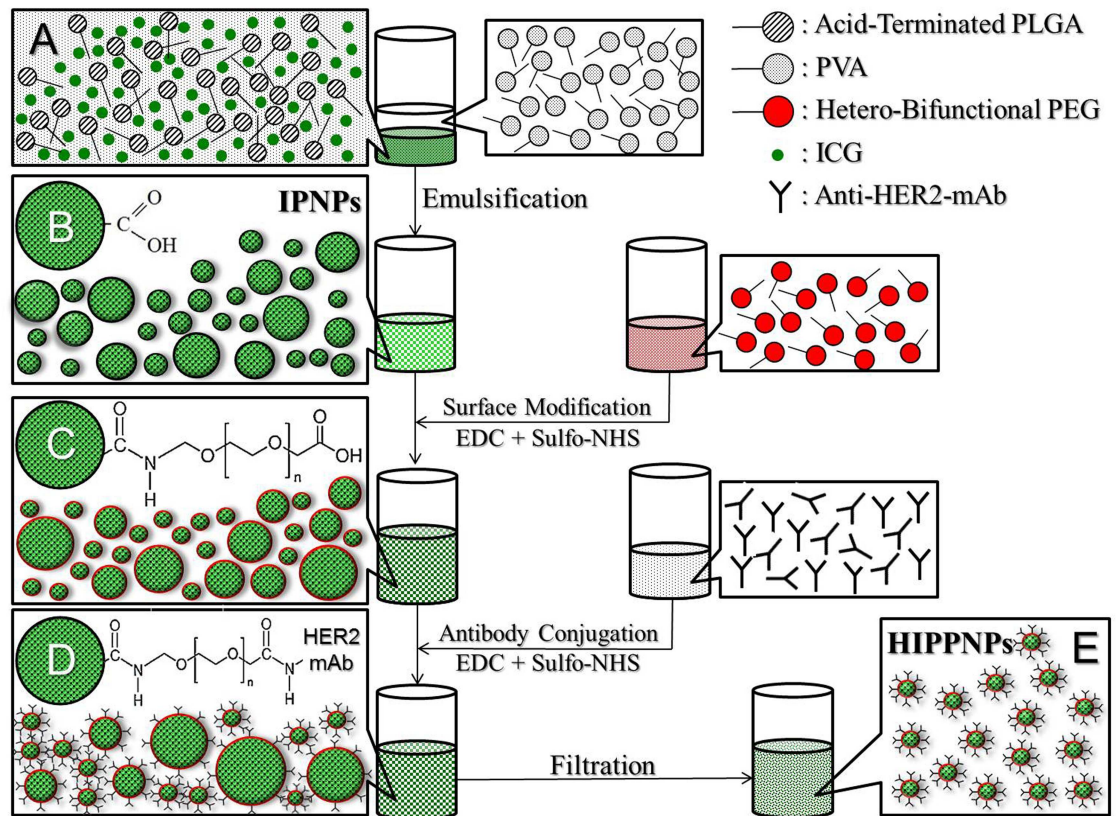 A
: Acid-Terminated PLGA
: PVA
: Hetero-Bifunctional PEG
: ICG
: Anti-HER2-mAb
Emulsification
B
C
O
OH
IPNPs
Surface Modification
EDC + Sulfo-NHS
C
O
C
N
H
O
O
n
O
OH
Antibody Conjugation
EDC + Sulfo-NHS
D
O
C
N
H
O
O
n
O
C
N
H
HER2
mAb
Filtration
HIPPNPs
E